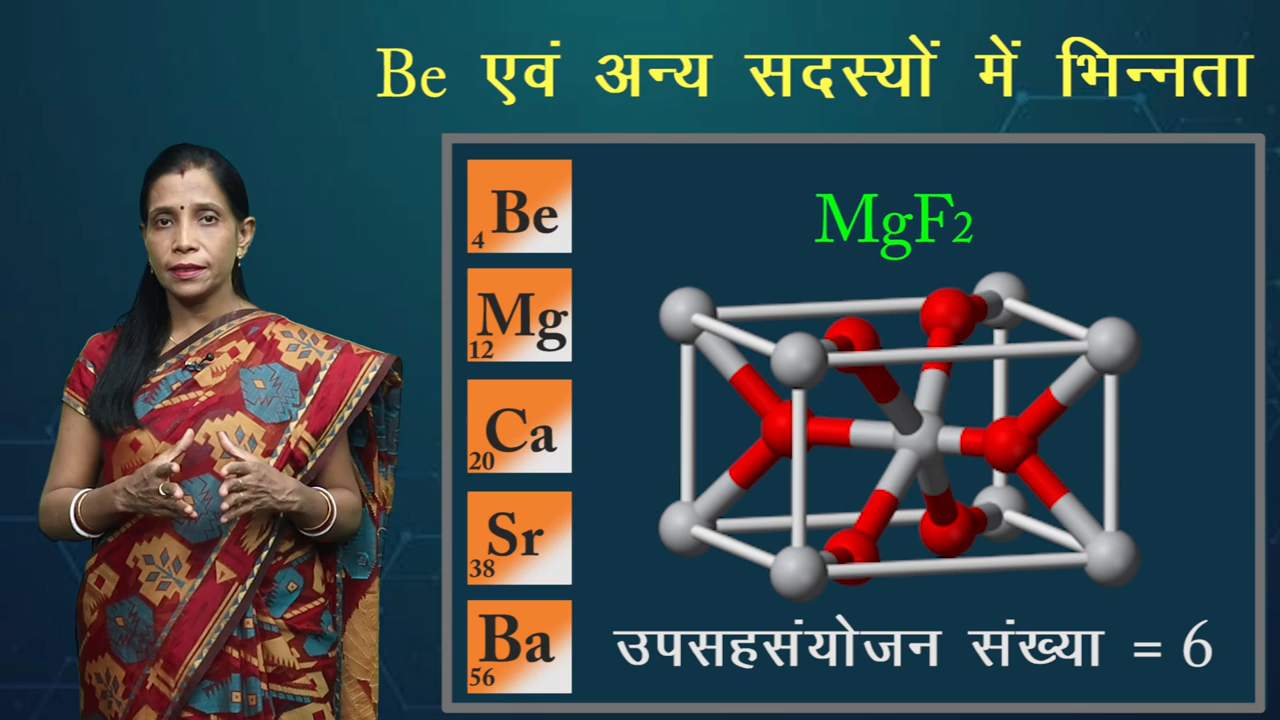 Be एवं अन्य सदस्यों में भिन्नता
Be
4
Mg
12
Ca
20
Sr
38
Ba
56
MgF₂
उपसहसंयोजन संख्या = 6